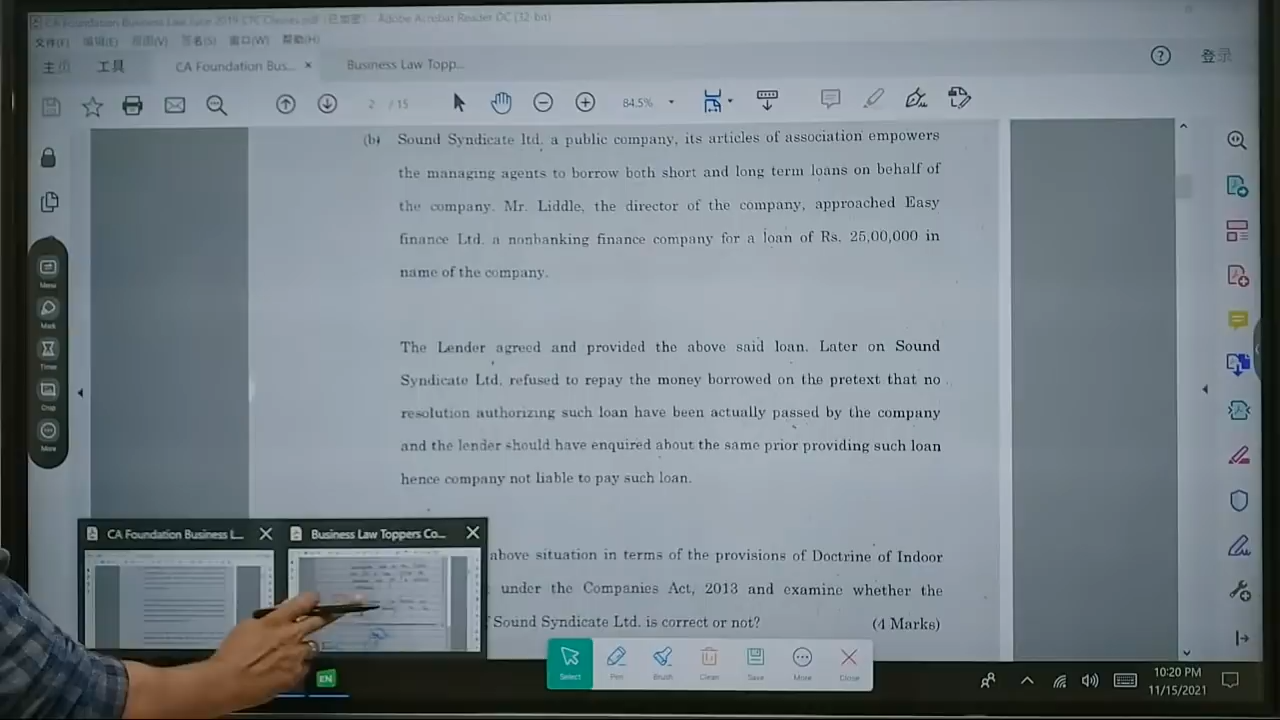 CA Foundation Business Law June 2019 CTC Classes.pdf (已加密) - Adobe Acrobat Reader DC (32-bit)
文件(F) 编辑(E) 视图(V) 签名(S) 窗口(W) 帮助(H)
主页 工具 CA Foundation Bus... × Business Law Topp... 登录
2 / 15 84.5%
(b) Sound Syndicate ltd. a public company, its articles of association empowers
the managing agents to borrow both short and long term loans on behalf of
the company. Mr. Liddle, the director of the company, approached Easy
finance Ltd. a nonbanking finance company for a loan of Rs. 25,00,000 in
name of the company.
The Lender agreed and provided the above said loan. Later on Sound
Syndicate Ltd. refused to repay the money borrowed on the pretext that no
resolution authorizing such loan have been actually passed by the company
and the lender should have enquired about the same prior providing such loan
hence company not liable to pay such loan.
above situation in terms of the provisions of Doctrine of Indoor
under the Companies Act, 2013 and examine whether the
Sound Syndicate Ltd. is correct or not? (4 Marks)
Menu
Mark
Timer
Crop
More
CA Foundation Business L... Business Law Toppers Co...
Select Pen Brush Clean Save More Close
EN
10:20 PM
11/15/2021